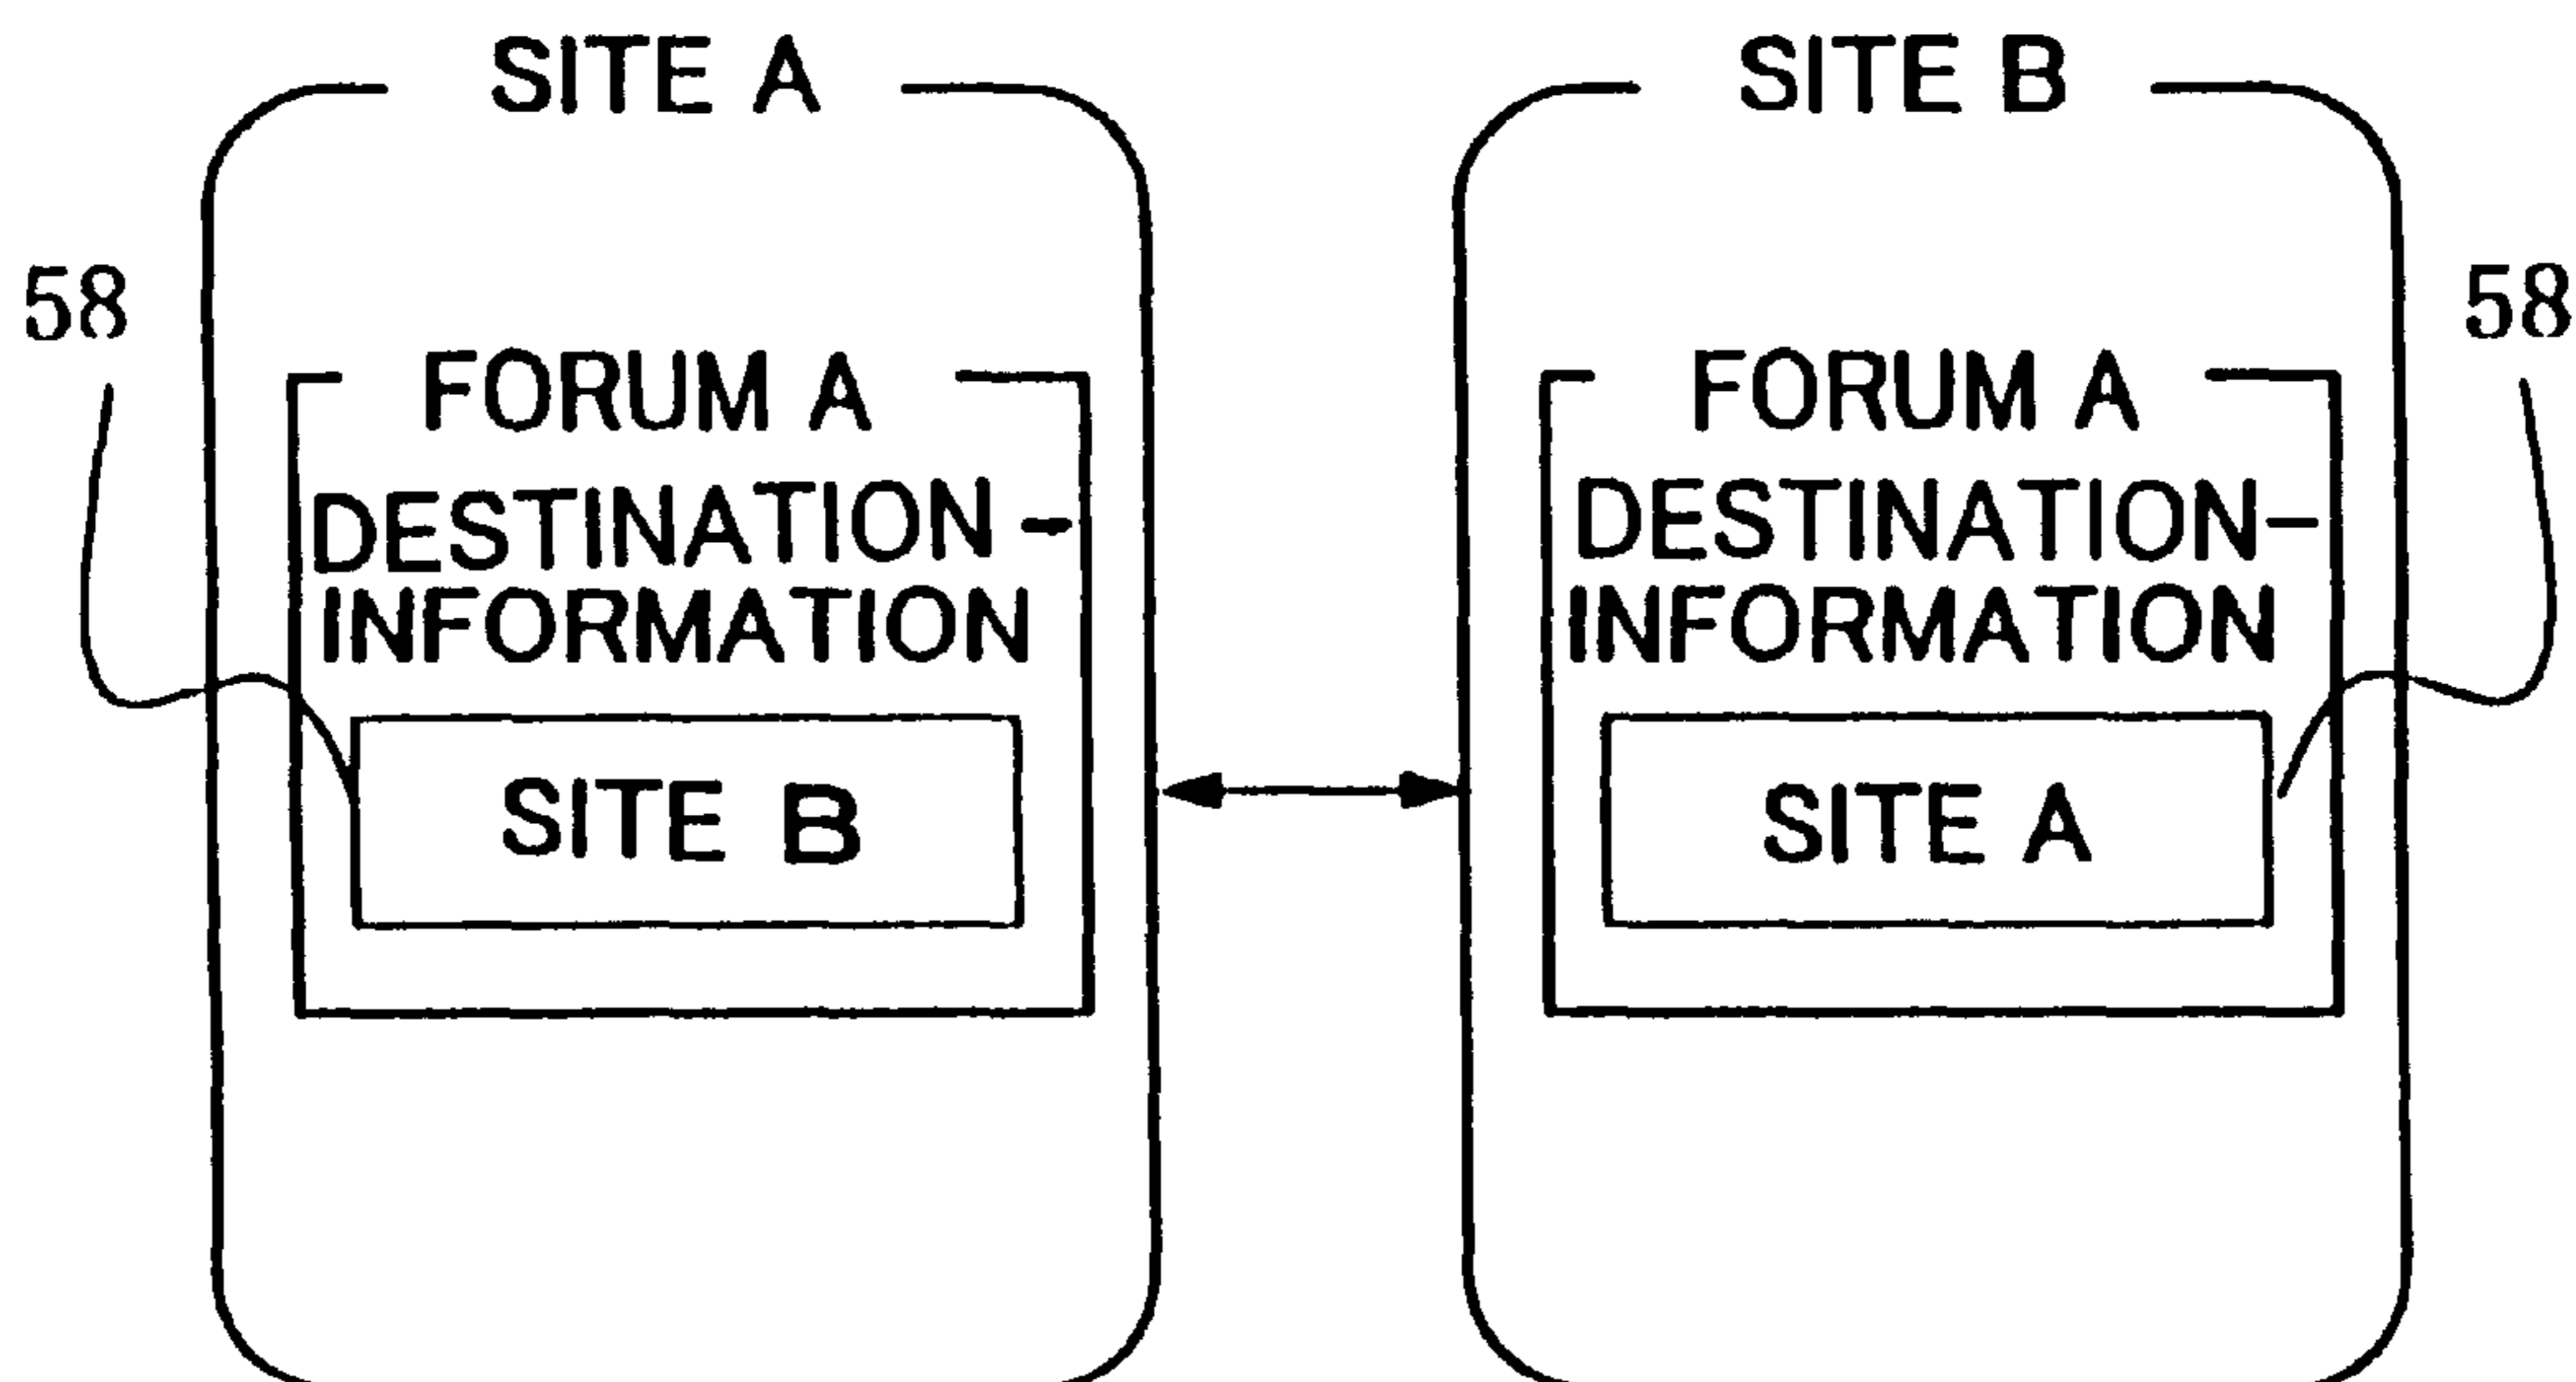 SITE A
58
FORUM A
DESTINATION-
INFORMATION
SITE B
SITE B
58
FORUM A
DESTINATION-
INFORMATION
SITE A